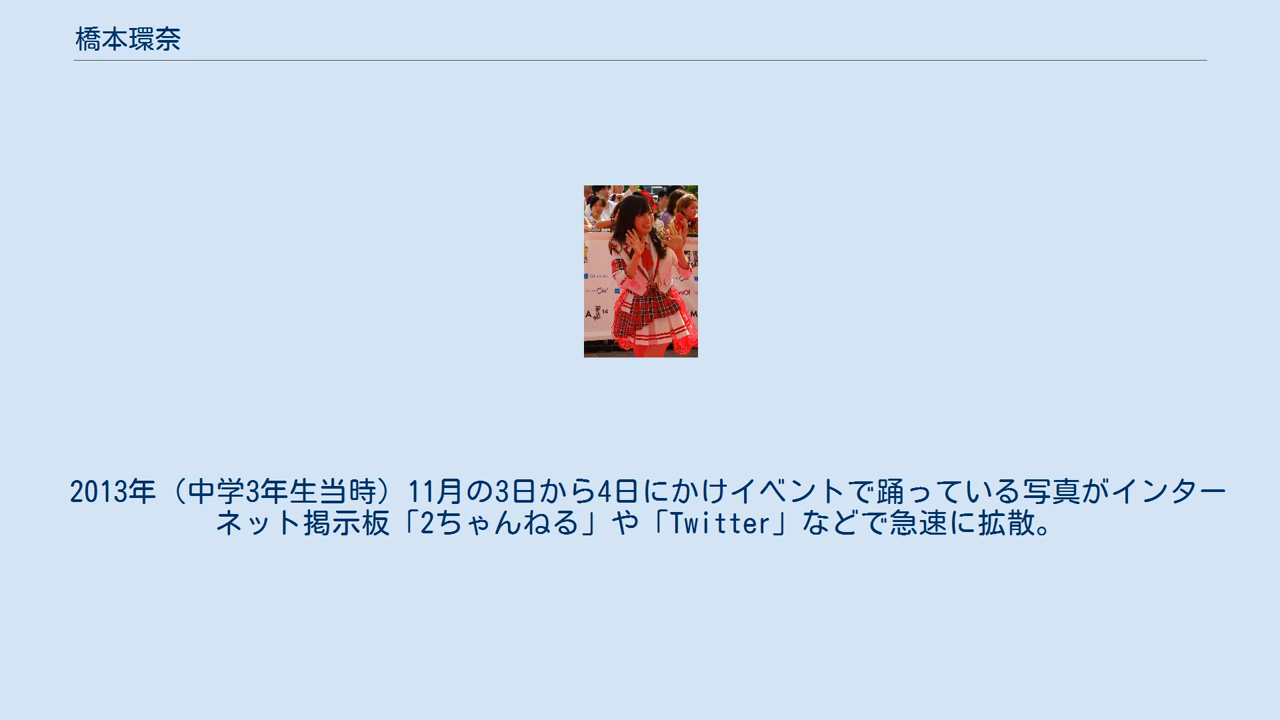 橋本環奈
2013年（中学3年生当時）11月の3日から4日にかけイベントで踊っている写真がインター
ネット掲示板「2ちゃんねる」や「Twitter」などで急速に拡散。